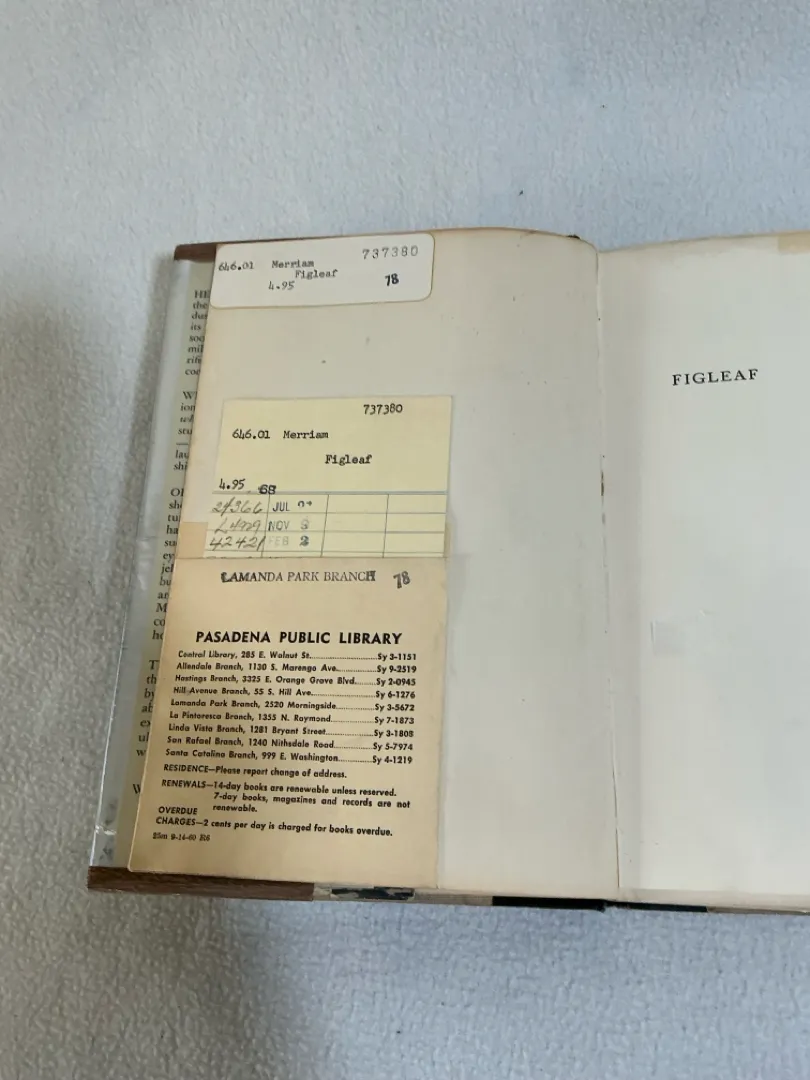 737380
646.01 Merriam
Figleaf
4.95 78
737380
646.01 Merriam
Figleaf
4.95 68
JUL
NOV 3
42421 FEB 2
LAMANDA PARK BRANCH 78
PASADENA PUBLIC LIBRARY
Central Library, 285 E. Walnut St.........................Sy 3-1151
Allendale Branch, 1130 S. Marengo Ave..............Sy 9-2519
Hastings Branch, 3325 E. Orange Grove Blvd........Sy 2-0945
Hill Avenue Branch, 55 S. Hill Ave.......................Sy 6-1276
Lamanda Park Branch, 2520 Morningside.............Sy 3-5672
La Pintoresca Branch, 1355 N. Raymond..............Sy 7-1873
Linda Vista Branch, 1281 Bryant Street................Sy 3-1808
San Rafael Branch, 1240 Nithsdale Road.............Sy 5-7974
Santa Catalina Branch, 999 E. Washington...........Sy 4-1219
RESIDENCE—Please report change of address.
RENEWALS—14-day books are renewable unless reserved.
7-day books, magazines and records are not
renewable.
OVERDUE
CHARGES—2 cents per day is charged for books overdue.
25m 9-14-60 R6
FIGLEAF